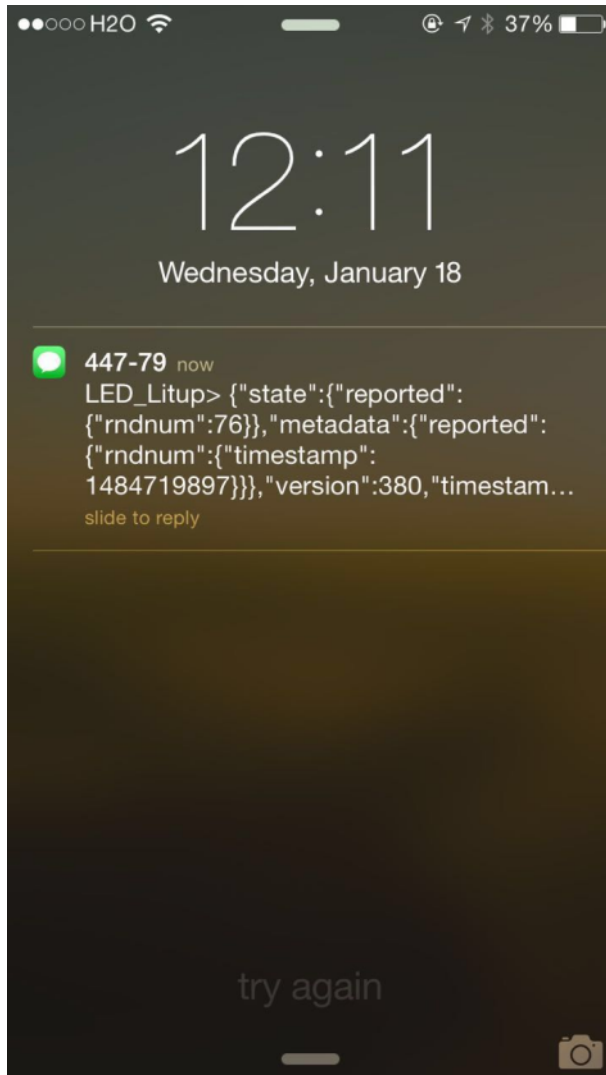 H2O 37%
12:11
Wednesday, January 18
447-79 now
LED_Litup> {"state":{"reported":
{"rndnum":76}},"metadata":{"reported":
{"rndnum":{"timestamp":
1484719897}}},"version":380,"timestam...
slide to reply
try again